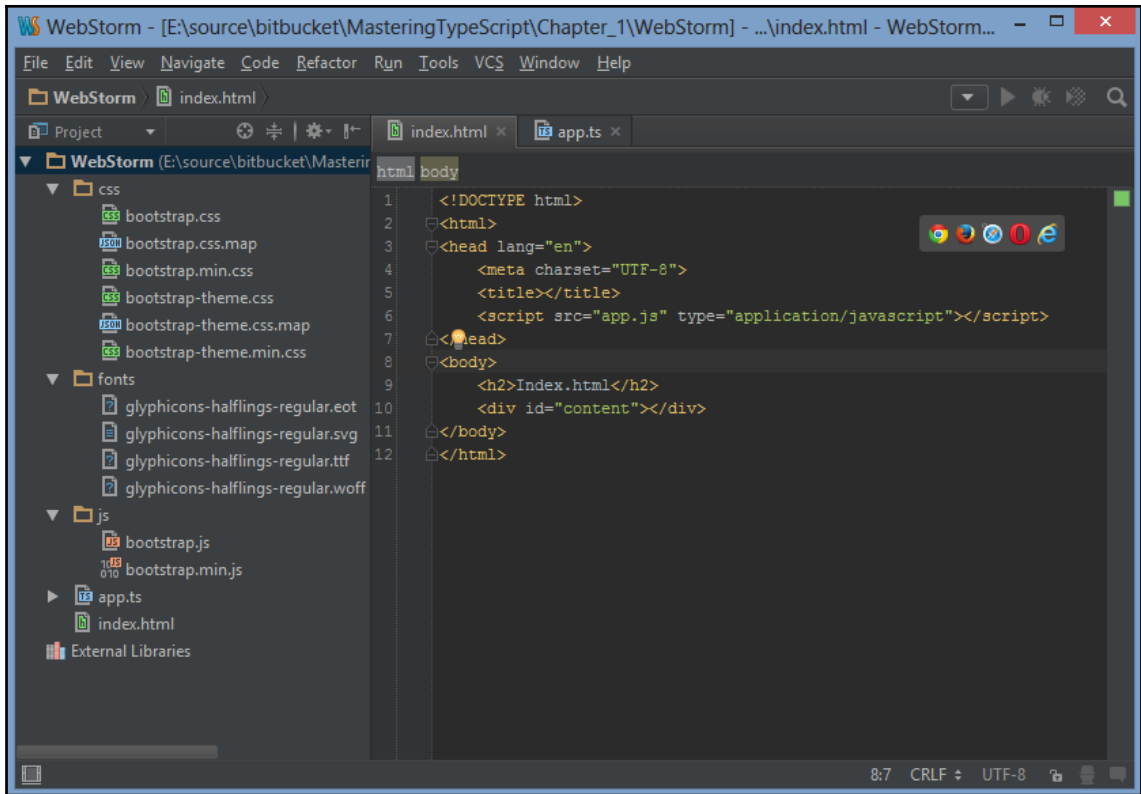 WebStorm - [E:\source\bitbucket\MasteringTypeScript\Chapter_1\WebStorm] - ...\index.html - WebStorm...
File Edit View Navigate Code Refactor Run Tools VCS Window Help
WebStorm index.html
Project
index.html app.ts
WebStorm (E:\source\bitbucket\Masterin
css
bootstrap.css
bootstrap.css.map
bootstrap.min.css
bootstrap-theme.css
bootstrap-theme.css.map
bootstrap-theme.min.css
fonts
glyphicons-halflings-regular.eot
glyphicons-halflings-regular.svg
glyphicons-halflings-regular.ttf
glyphicons-halflings-regular.woff
js
bootstrap.js
bootstrap.min.js
app.ts
index.html
External Libraries
html body
1 <!DOCTYPE html>
2 <html>
3 <head lang="en">
4 <meta charset="UTF-8">
5 <title></title>
6 <script src="app.js" type="application/javascript"></script>
7 </head>
8 <body>
9 <h2>Index.html</h2>
10 <div id="content"></div>
11 </body>
12 </html>
8:7 CRLF UTF-8